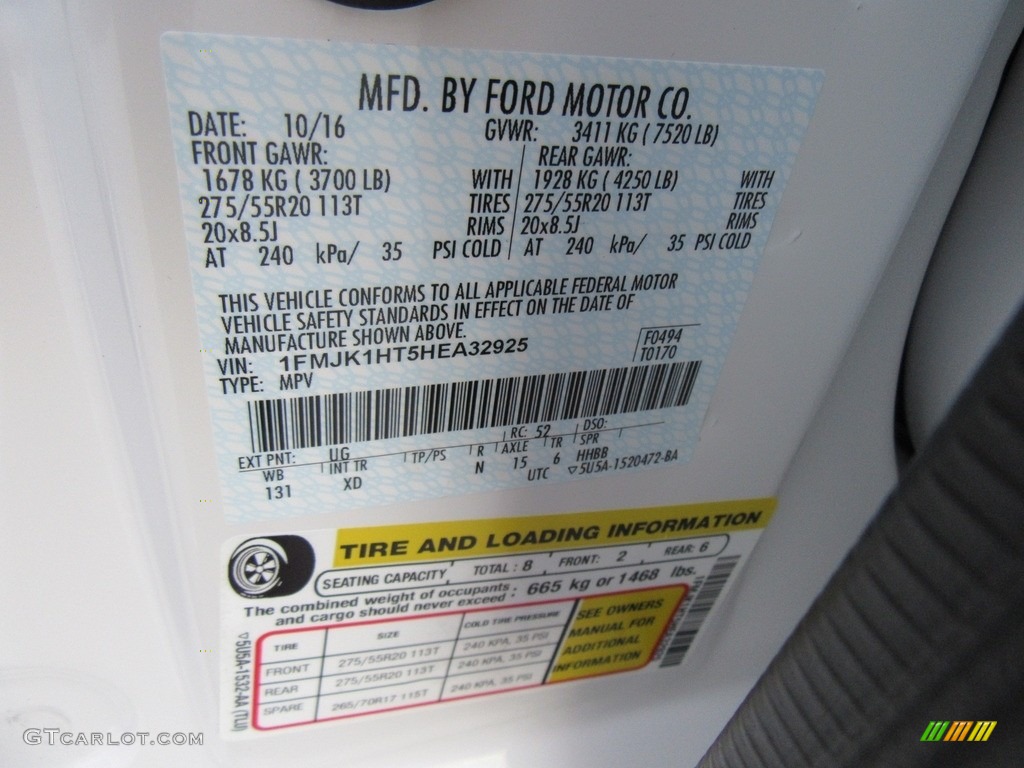 MFD. BY FORD MOTOR CO.
DATE: 10/16 GVWR: 3411 KG ( 7520 LB)
FRONT GAWR: REAR GAWR:
1678 KG ( 3700 LB) WITH 1928 KG ( 4250 LB) WITH
275/55R20 113T TIRES 275/55R20 113T TIRES
20x8.5J RIMS 20x8.5J RIMS
AT 240 kPa/ 35 PSI COLD AT 240 kPa/ 35 PSI COLD
THIS VEHICLE CONFORMS TO ALL APPLICABLE FEDERAL MOTOR
VEHICLE SAFETY STANDARDS IN EFFECT ON THE DATE OF
MANUFACTURE SHOWN ABOVE.
VIN: 1FMJK1HT5HEA32925 F0494
TYPE: MPV T0170
EXT PNT: UG RC: 52 DSO:
WB INT TR TP/PS R AXLE TR SPR
131 XD N 15 6 HHBB
UTC ▽5U5A-1520472-BA
TIRE AND LOADING INFORMATION
SEATING CAPACITY TOTAL : 8 FRONT: 2 REAR: 6
The combined weight of occupants : 665 kg or 1468 lbs.
and cargo should never exceed
TIRE SIZE COLD TIRE PRESSURE SEE OWNERS
FRONT 275/55R20 113T 240 KPA, 35 PSI MANUAL FOR
REAR 275/55R20 113T 240 KPA, 35 PSI ADDITIONAL
SPARE 265/70R17 115T 240 KPA, 35 PSI INFORMATION
▽5U5A-1532-AA (TLU)
GTCARLOT.COM